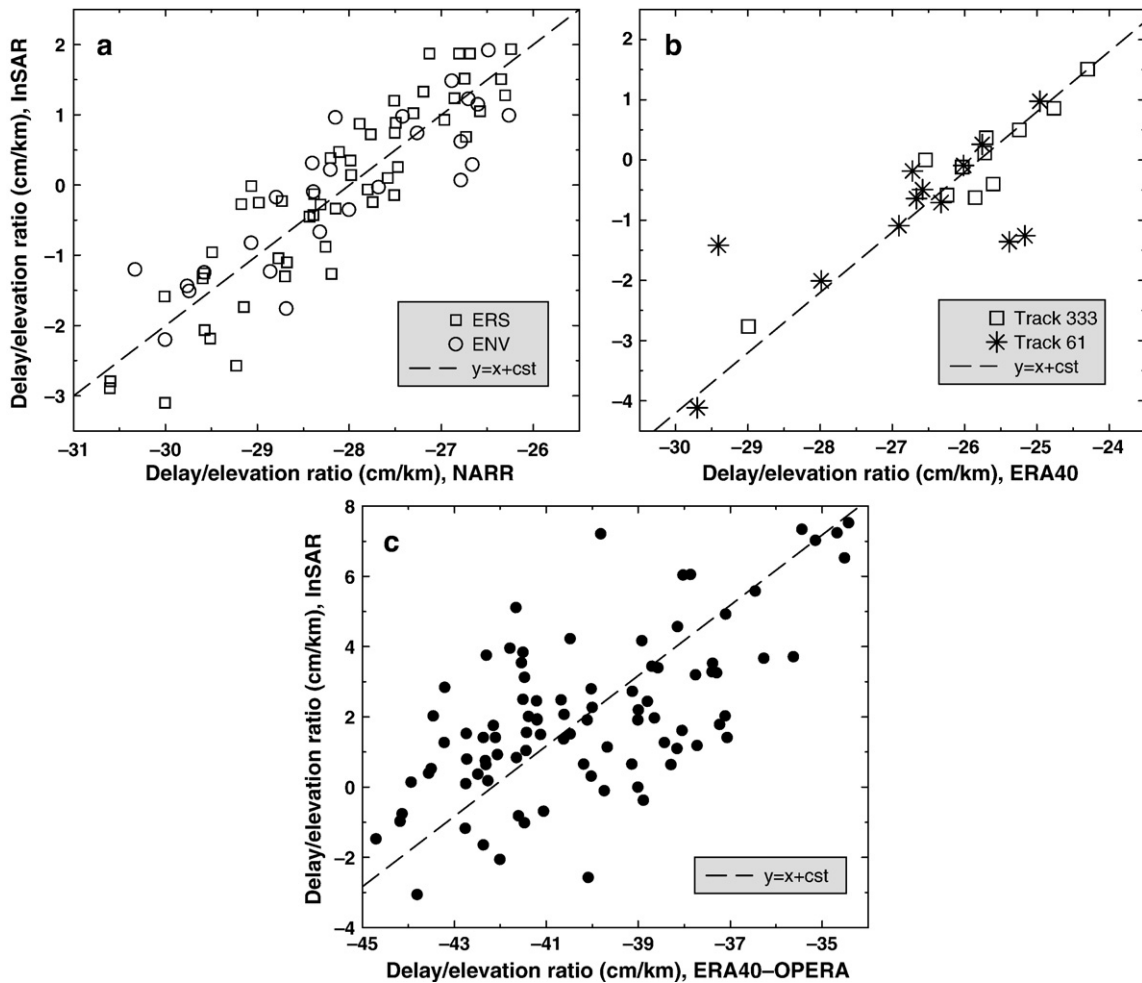 a
Delay/elevation ratio (cm/km), InSAR
2
1
0
−1
−2
−3
ERS
ENV
y=x+cst
−31 −30 −29 −28 −27 −26
Delay/elevation ratio (cm/km), NARR
b
2
1
0
−1
−2
−3
−4
Track 333
Track 61
y=x+cst
−30 −29 −28 −27 −26 −25 −24
Delay/elevation ratio (cm/km), ERA40
c
Delay/elevation ratio (cm/km), InSAR
8
6
4
2
0
−2
−4
y=x+cst
−45 −43 −41 −39 −37 −35
Delay/elevation ratio (cm/km), ERA40−OPERA